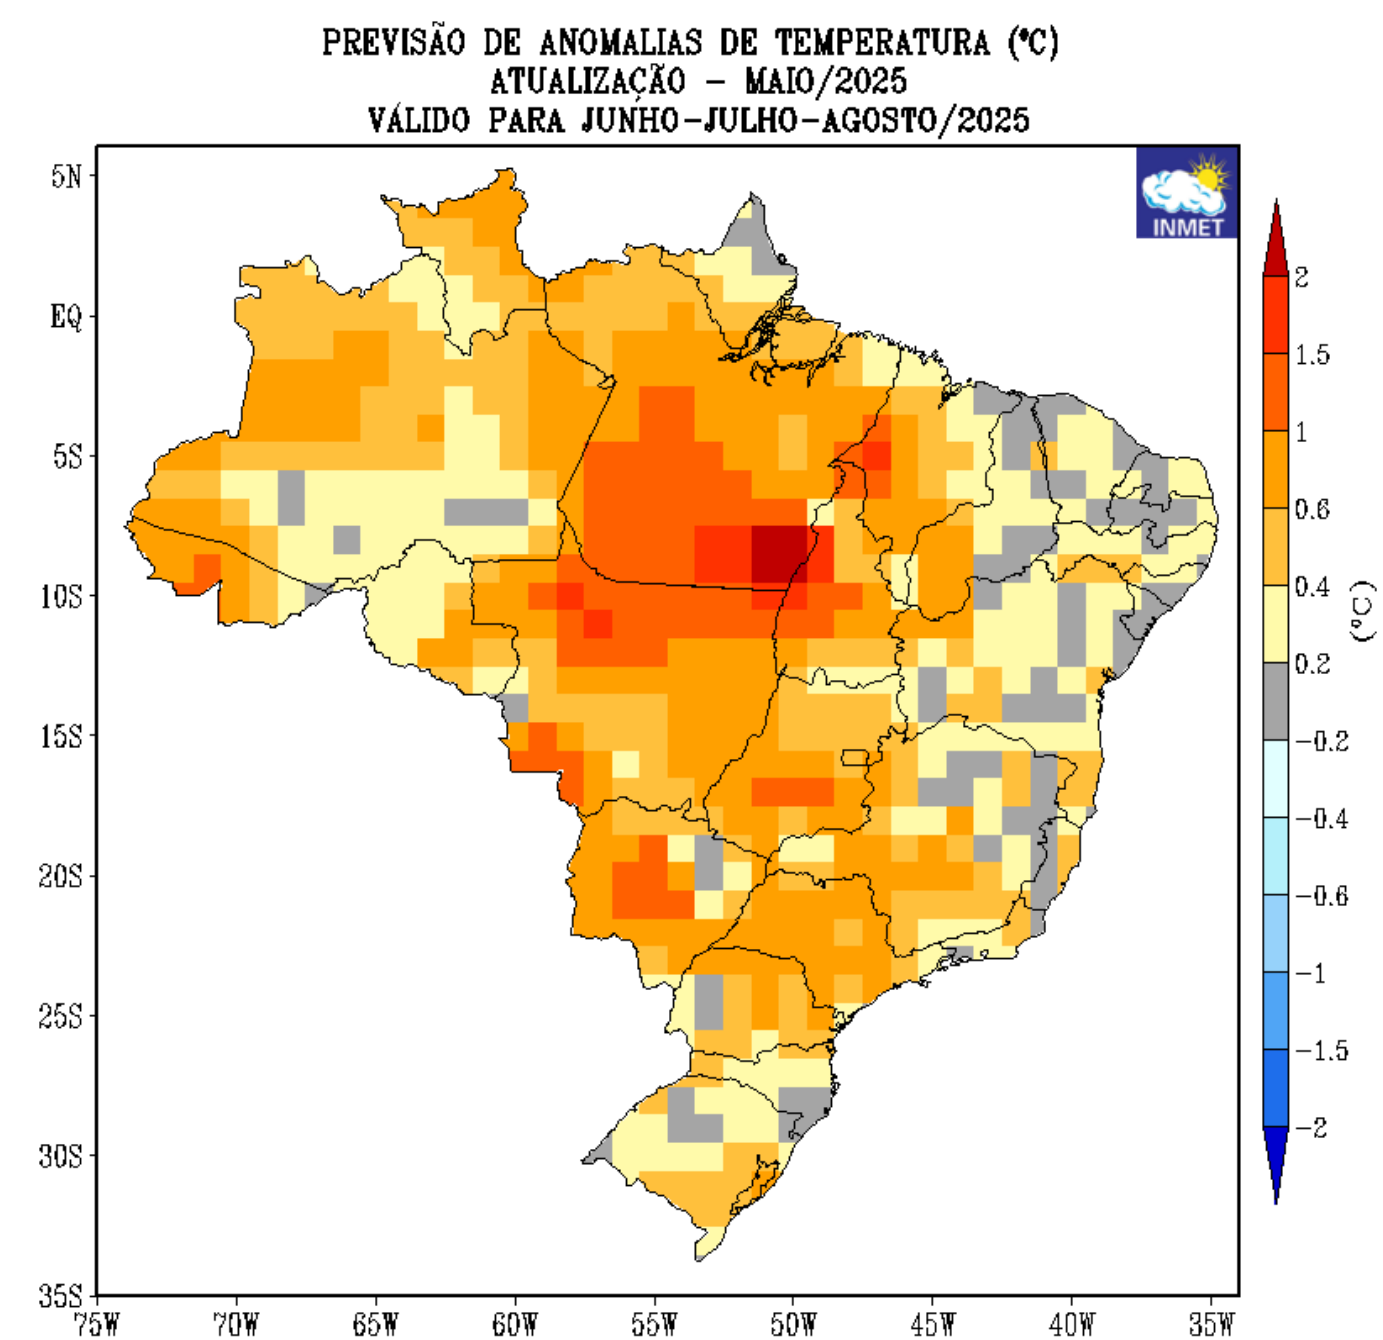 PREVISÃO DE ANOMALIAS DE TEMPERATURA (°C)
ATUALIZAÇÃO - MAIO/2025
VÁLIDO PARA JUNHO-JULHO-AGOSTO/2025
INMET
5N
EQ
5S
10S
15S
20S
25S
30S
35S
75W 70W 65W 60W 55W 50W 45W 40W 35W
2
1.5
1
0.6
0.4
0.2
-0.2
-0.4
-0.6
-1
-1.5
-2
(°C)